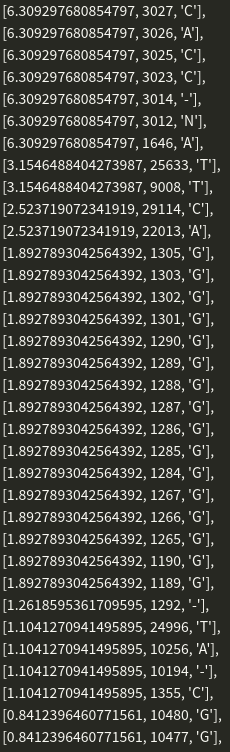 [6.309297680854797, 3027, 'C'],
[6.309297680854797, 3026, 'A'],
[6.309297680854797, 3025, 'C'],
[6.309297680854797, 3023, 'C'],
[6.309297680854797, 3014, '-'],
[6.309297680854797, 3012, 'N'],
[6.309297680854797, 1646, 'A'],
[3.1546488404273987, 25633, 'T'],
[3.1546488404273987, 9008, 'T'],
[2.523719072341919, 29114, 'C'],
[2.523719072341919, 22013, 'A'],
[1.8927893042564392, 1305, 'G'],
[1.8927893042564392, 1303, 'G'],
[1.8927893042564392, 1302, 'G'],
[1.8927893042564392, 1301, 'G'],
[1.8927893042564392, 1290, 'G'],
[1.8927893042564392, 1289, 'G'],
[1.8927893042564392, 1288, 'G'],
[1.8927893042564392, 1287, 'G'],
[1.8927893042564392, 1286, 'G'],
[1.8927893042564392, 1285, 'G'],
[1.8927893042564392, 1284, 'G'],
[1.8927893042564392, 1267, 'G'],
[1.8927893042564392, 1266, 'G'],
[1.8927893042564392, 1265, 'G'],
[1.8927893042564392, 1190, 'G'],
[1.8927893042564392, 1189, 'G'],
[1.2618595361709595, 1292, '-'],
[1.1041270941495895, 24996, 'T'],
[1.1041270941495895, 10256, 'A'],
[1.1041270941495895, 10194, '-'],
[1.1041270941495895, 1355, 'C'],
[0.8412396460771561, 10480, 'G'],
[0.8412396460771561, 10477, 'G'],